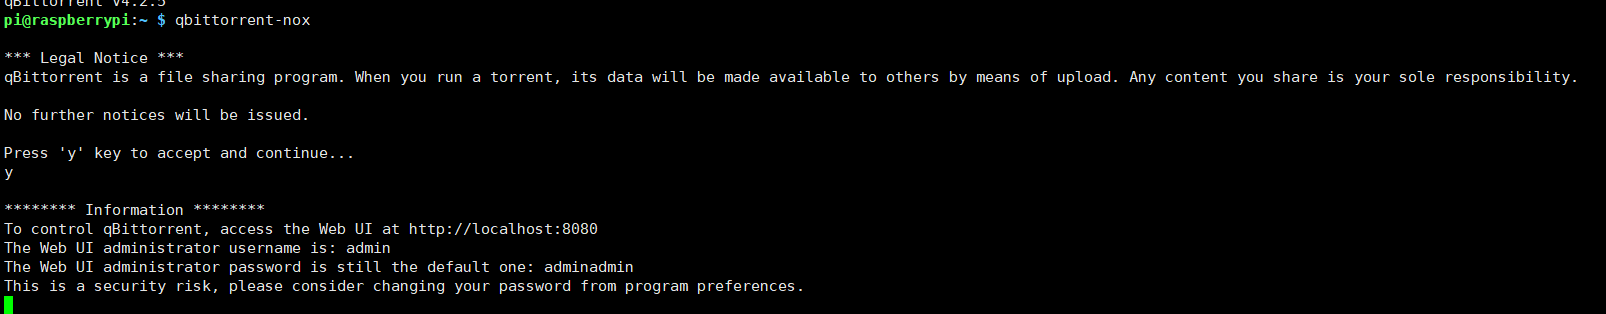 qBittorrent v4.2.5
pi@raspberrypi:~ $ qbittorrent-nox
*** Legal Notice ***
qBittorrent is a file sharing program. When you run a torrent, its data will be made available to others by means of upload. Any content you share is your sole responsibility.
No further notices will be issued.
Press 'y' key to accept and continue...
y
******** Information ********
To control qBittorrent, access the Web UI at http://localhost:8080
The Web UI administrator username is: admin
The Web UI administrator password is still the default one: adminadmin
This is a security risk, please consider changing your password from program preferences.